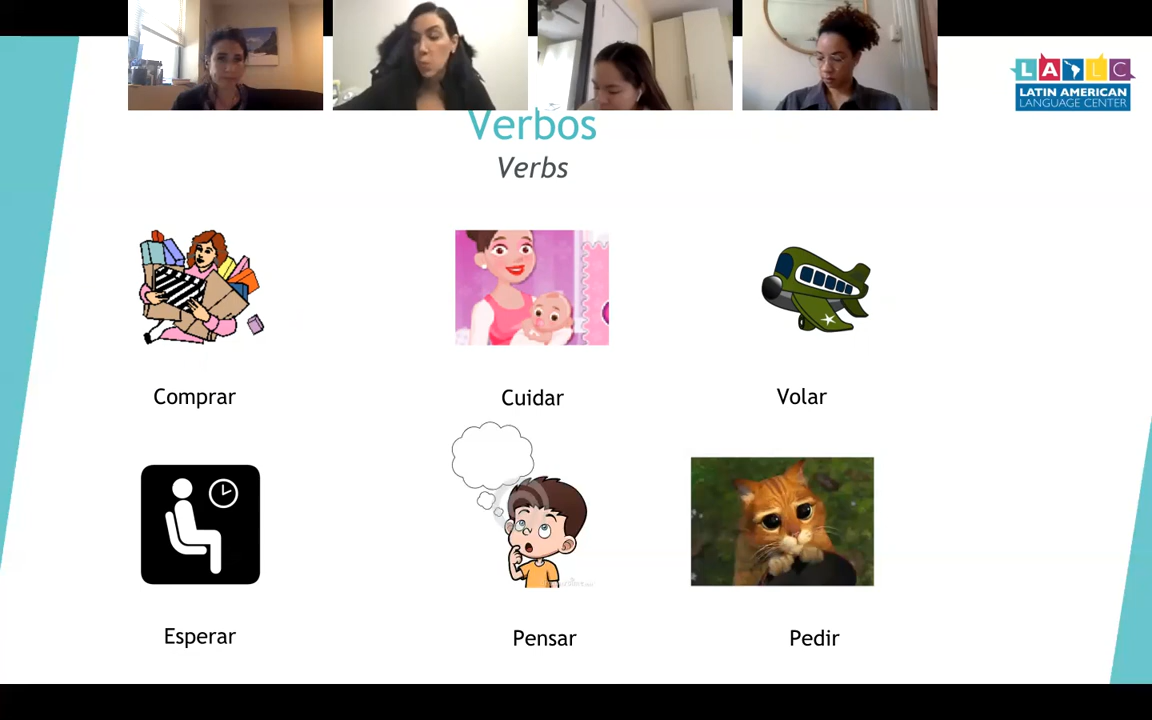 LALC
LATIN AMERICAN
LANGUAGE CENTER
Verbos
Verbs
Comprar
Cuidar
Volar
Esperar
Pensar
Pedir